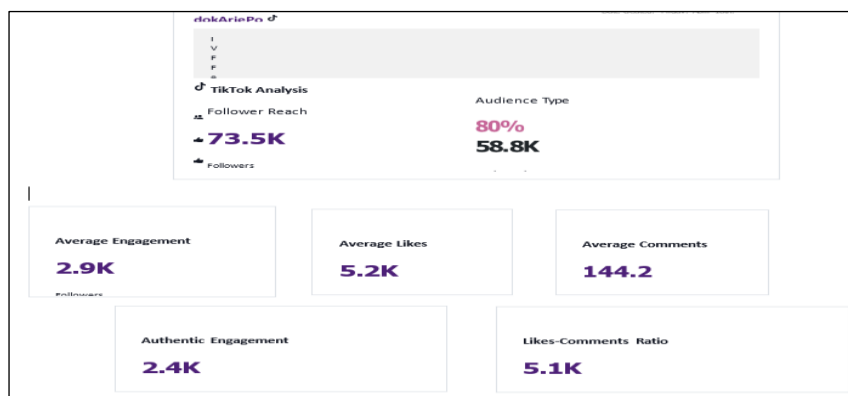 dokAriePo
I
V
F
F
TikTok Analysis
Follower Reach
73.5K
Followers
Audience Type
80%
58.8K
Average Engagement
2.9K
Followers
Average Likes
5.2K
Average Comments
144.2
Authentic Engagement
2.4K
Likes-Comments Ratio
5.1K